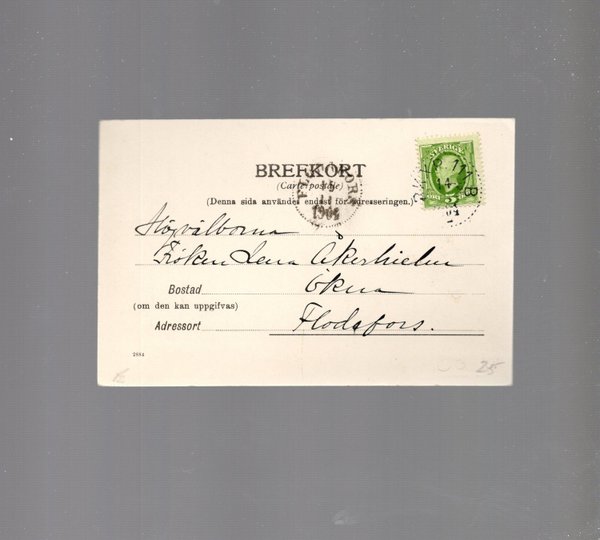 BREFKORT
(Carte postale)
(Denna sida användes endast för adresseringen.)
SVERIGE
1904
Högvälborna
Fröken Lena Åkerhielm
Bostad Ökna
(om den kan uppgifvas)
Adressort Flodafors.
2884
25